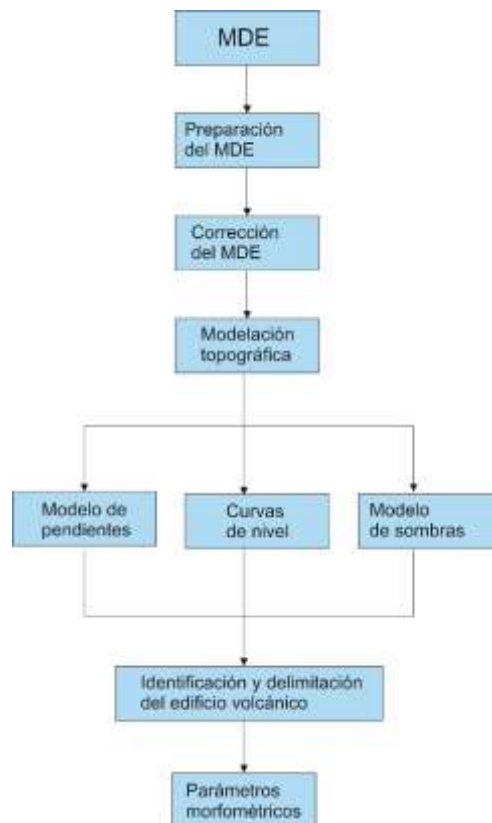 MDE
Preparación
del MDE
Corrección
del MDE
Modelación
topográfica
Modelo de
pendientes
Curvas
de nivel
Modelo
de sombras
Identificación y delimitación
del edificio volcánico
Parámetros
morfométricos